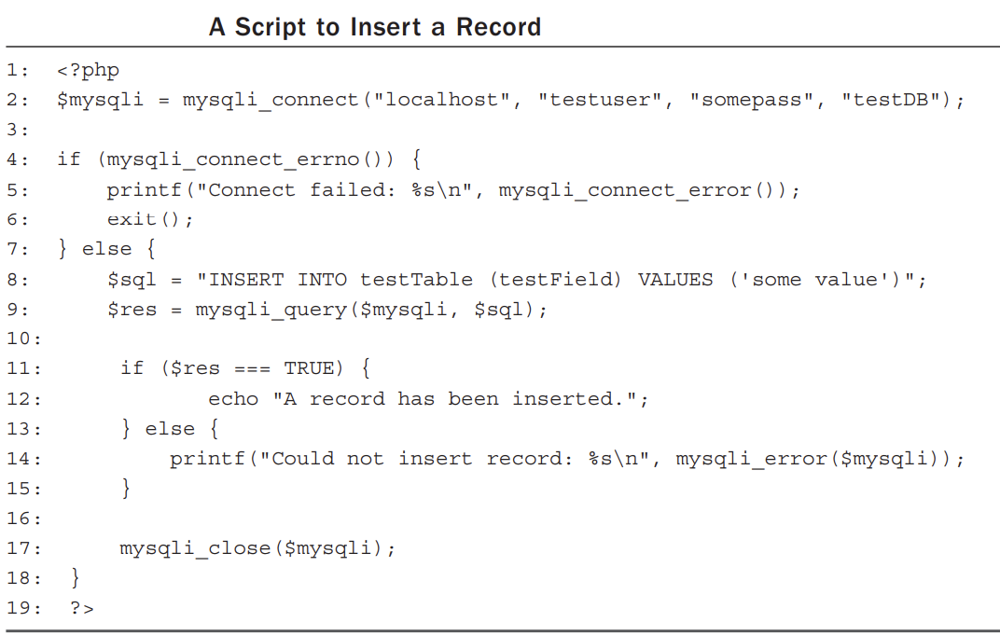 A Script to Insert a Record
1: <?php
2: $mysqli = mysqli_connect("localhost", "testuser", "somepass", "testDB");
3:
4: if (mysqli_connect_errno()) {
5:     printf("Connect failed: %s\n", mysqli_connect_error());
6:     exit();
7: } else {
8:     $sql = "INSERT INTO testTable (testField) VALUES ('some value')";
9:     $res = mysqli_query($mysqli, $sql);
10:
11:     if ($res === TRUE) {
12:            echo "A record has been inserted.";
13:     } else {
14:         printf("Could not insert record: %s\n", mysqli_error($mysqli));
15:     }
16:
17:     mysqli_close($mysqli);
18: }
19: ?>